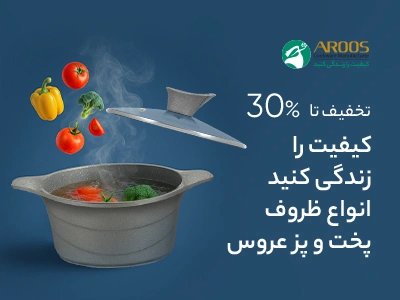 AROOS
تخفیف تا 30%
کیفیت را
زندگی کنید
انواع ظروف
پخت و پز عروس